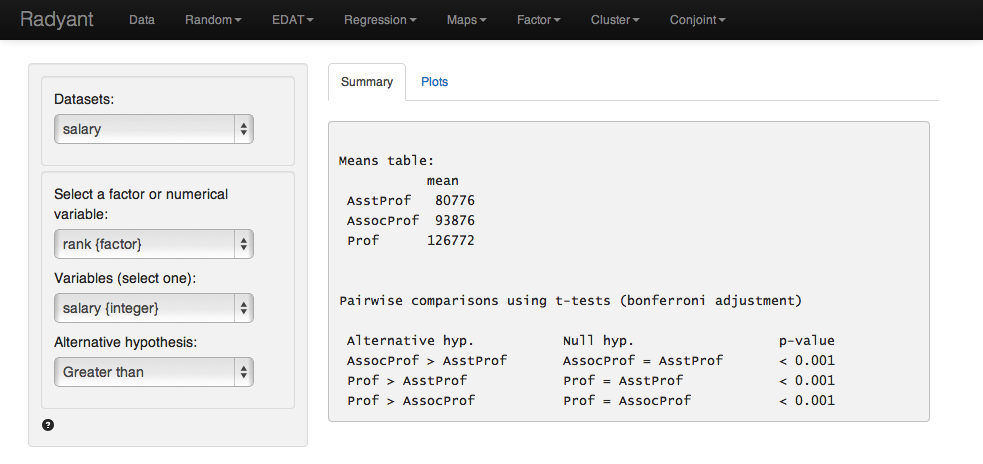 Radyant Data Random EDAT Regression Maps Factor Cluster Conjoint
Datasets:
salary
Select a factor or numerical
variable:
rank {factor}
Variables (select one):
salary {integer}
Alternative hypothesis:
Greater than
?
Summary Plots
Means table:
mean
AsstProf 80776
AssocProf 93876
Prof 126772
Pairwise comparisons using t-tests (bonferroni adjustment)
Alternative hyp. Null hyp. p-value
AssocProf > AsstProf AssocProf = AsstProf < 0.001
Prof > AsstProf Prof = AsstProf < 0.001
Prof > AssocProf Prof = AssocProf < 0.001